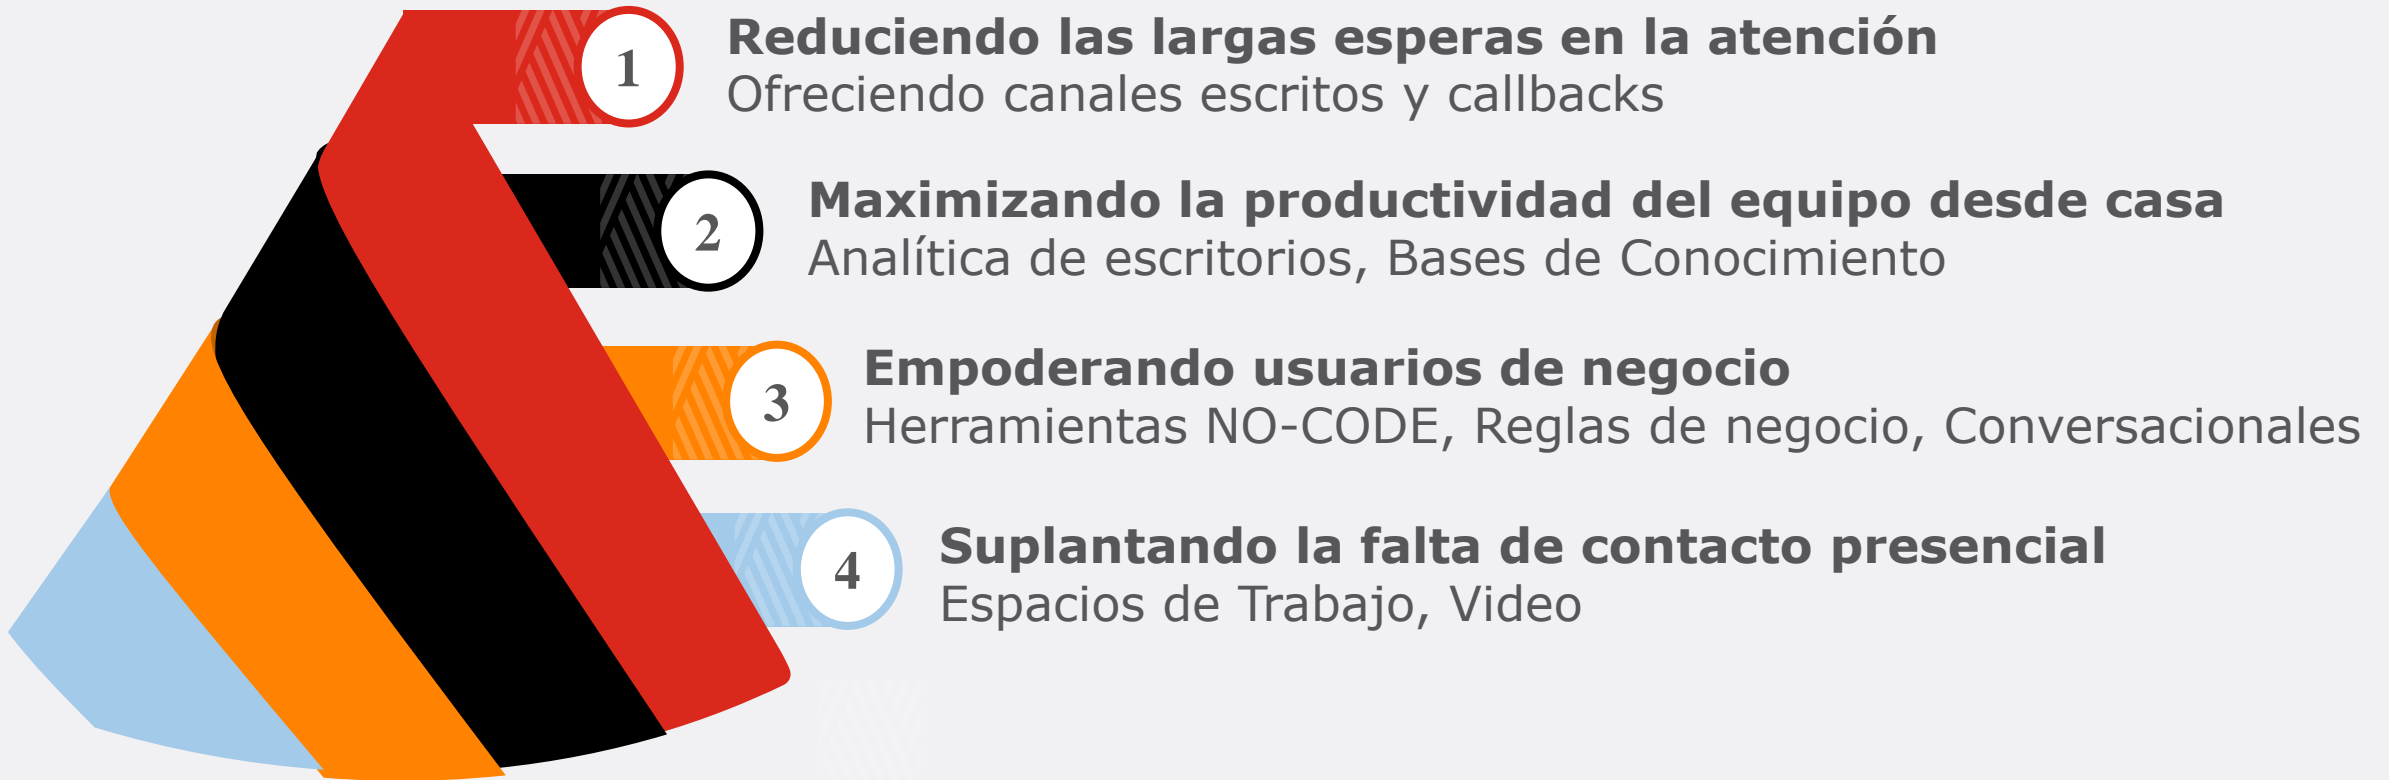 1
Reduciendo las largas esperas en la atención
Ofreciendo canales escritos y callbacks
2
Maximizando la productividad del equipo desde casa
Analítica de escritorios, Bases de Conocimiento
3
Empoderando usuarios de negocio
Herramientas NO-CODE, Reglas de negocio, Conversacionales
4
Suplantando la falta de contacto presencial
Espacios de Trabajo, Video